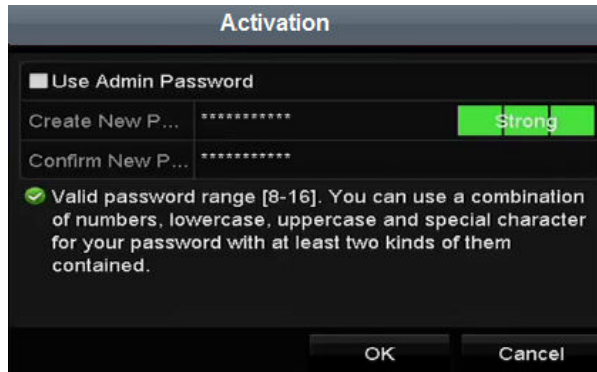 Activation
Use Admin Password
Create New P... *********** Strong
Confirm New P... ***********
Valid password range [8-16]. You can use a combination
of numbers, lowercase, uppercase and special character
for your password with at least two kinds of them
contained.
OK Cancel